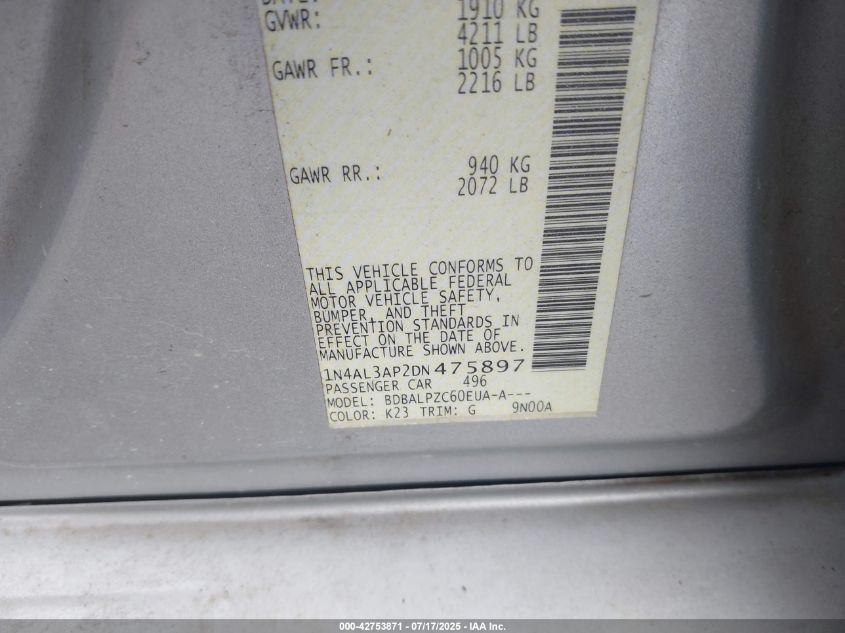 GVWR: 1910 KG
4211 LB
GAWR FR.: 1005 KG
2216 LB
GAWR RR.: 940 KG
2072 LB
THIS VEHICLE CONFORMS TO
ALL APPLICABLE FEDERAL
MOTOR VEHICLE SAFETY,
BUMPER, AND THEFT
PREVENTION STANDARDS IN
EFFECT ON THE DATE OF
MANUFACTURE SHOWN ABOVE.
1N4AL3AP2DN475897
PASSENGER CAR 496
MODEL: BDBALPZC60EUA-A---
COLOR: K23 TRIM: G 9N00A
000-42753871 - 07/17/2025 - IAA Inc.